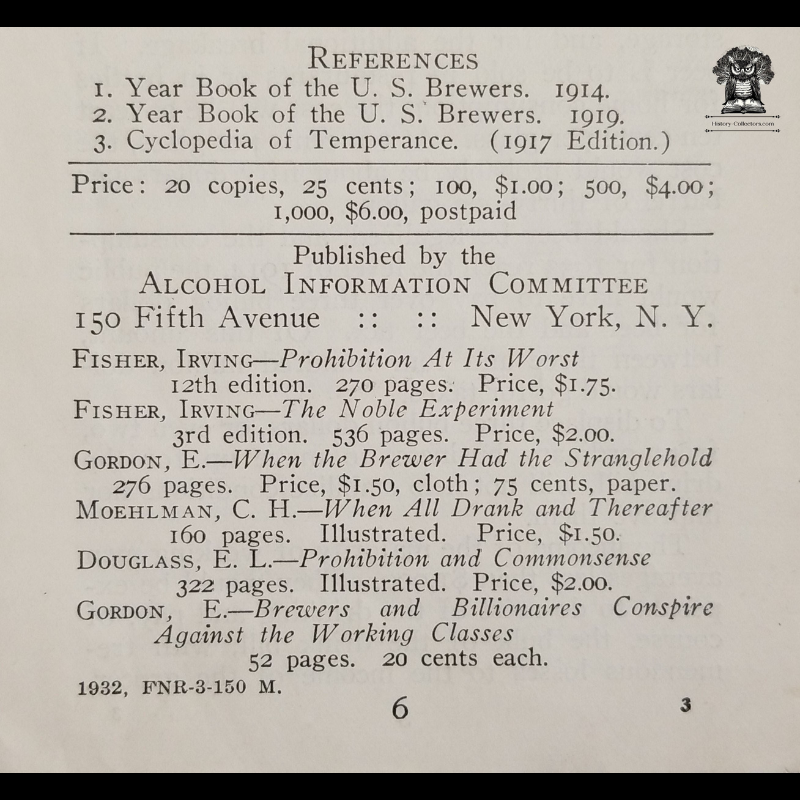 REFERENCES
1. Year Book of the U. S. Brewers. 1914.
2. Year Book of the U. S. Brewers. 1919.
3. Cyclopedia of Temperance. (1917 Edition.)
History-Collectors.com
Price: 20 copies, 25 cents; 100, $1.00; 500, $4.00;
1,000, $6.00, postpaid
Published by the
ALCOHOL INFORMATION COMMITTEE
150 Fifth Avenue :: :: New York, N. Y.
FISHER, IRVING—Prohibition At Its Worst
12th edition. 270 pages. Price, $1.75.
FISHER, IRVING—The Noble Experiment
3rd edition. 536 pages. Price, $2.00.
GORDON, E.—When the Brewer Had the Stranglehold
276 pages. Price, $1.50, cloth; 75 cents, paper.
MOEHLMAN, C. H.—When All Drank and Thereafter
160 pages. Illustrated. Price, $1.50.
DOUGLASS, E. L.—Prohibition and Commonsense
322 pages. Illustrated. Price, $2.00.
GORDON, E.—Brewers and Billionaires Conspire
Against the Working Classes
52 pages. 20 cents each.
1932, FNR-3-150 M.
6
3